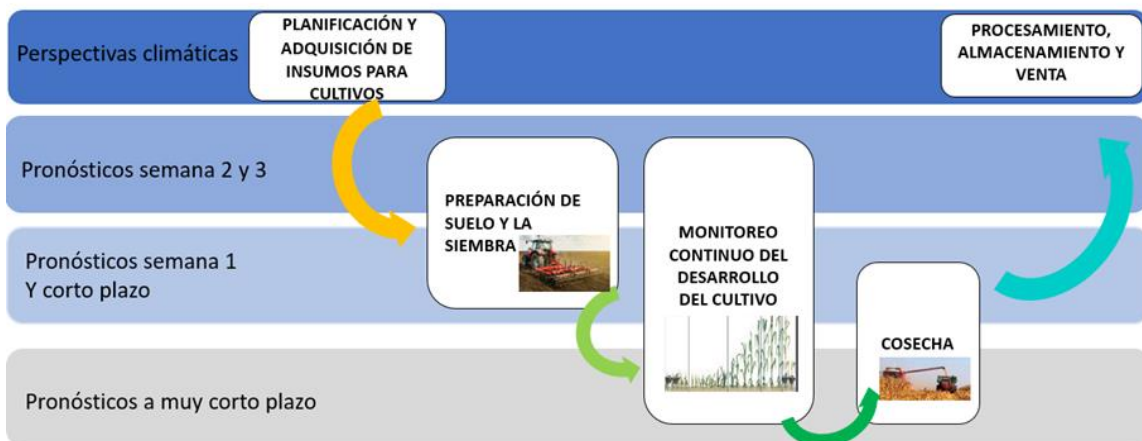 Perspectivas climáticas
PLANIFICACIÓN Y
ADQUISICIÓN DE
INSUMOS PARA
CULTIVOS
PROCESAMIENTO,
ALMACENAMIENTO Y
VENTA
Pronósticos semana 2 y 3
PREPARACIÓN DE
SUELO Y LA
SIEMBRA
MONITOREO
CONTINUO DEL
DESARROLLO
DEL CULTIVO
Pronósticos semana 1
Y corto plazo
COSECHA
Pronósticos a muy corto plazo